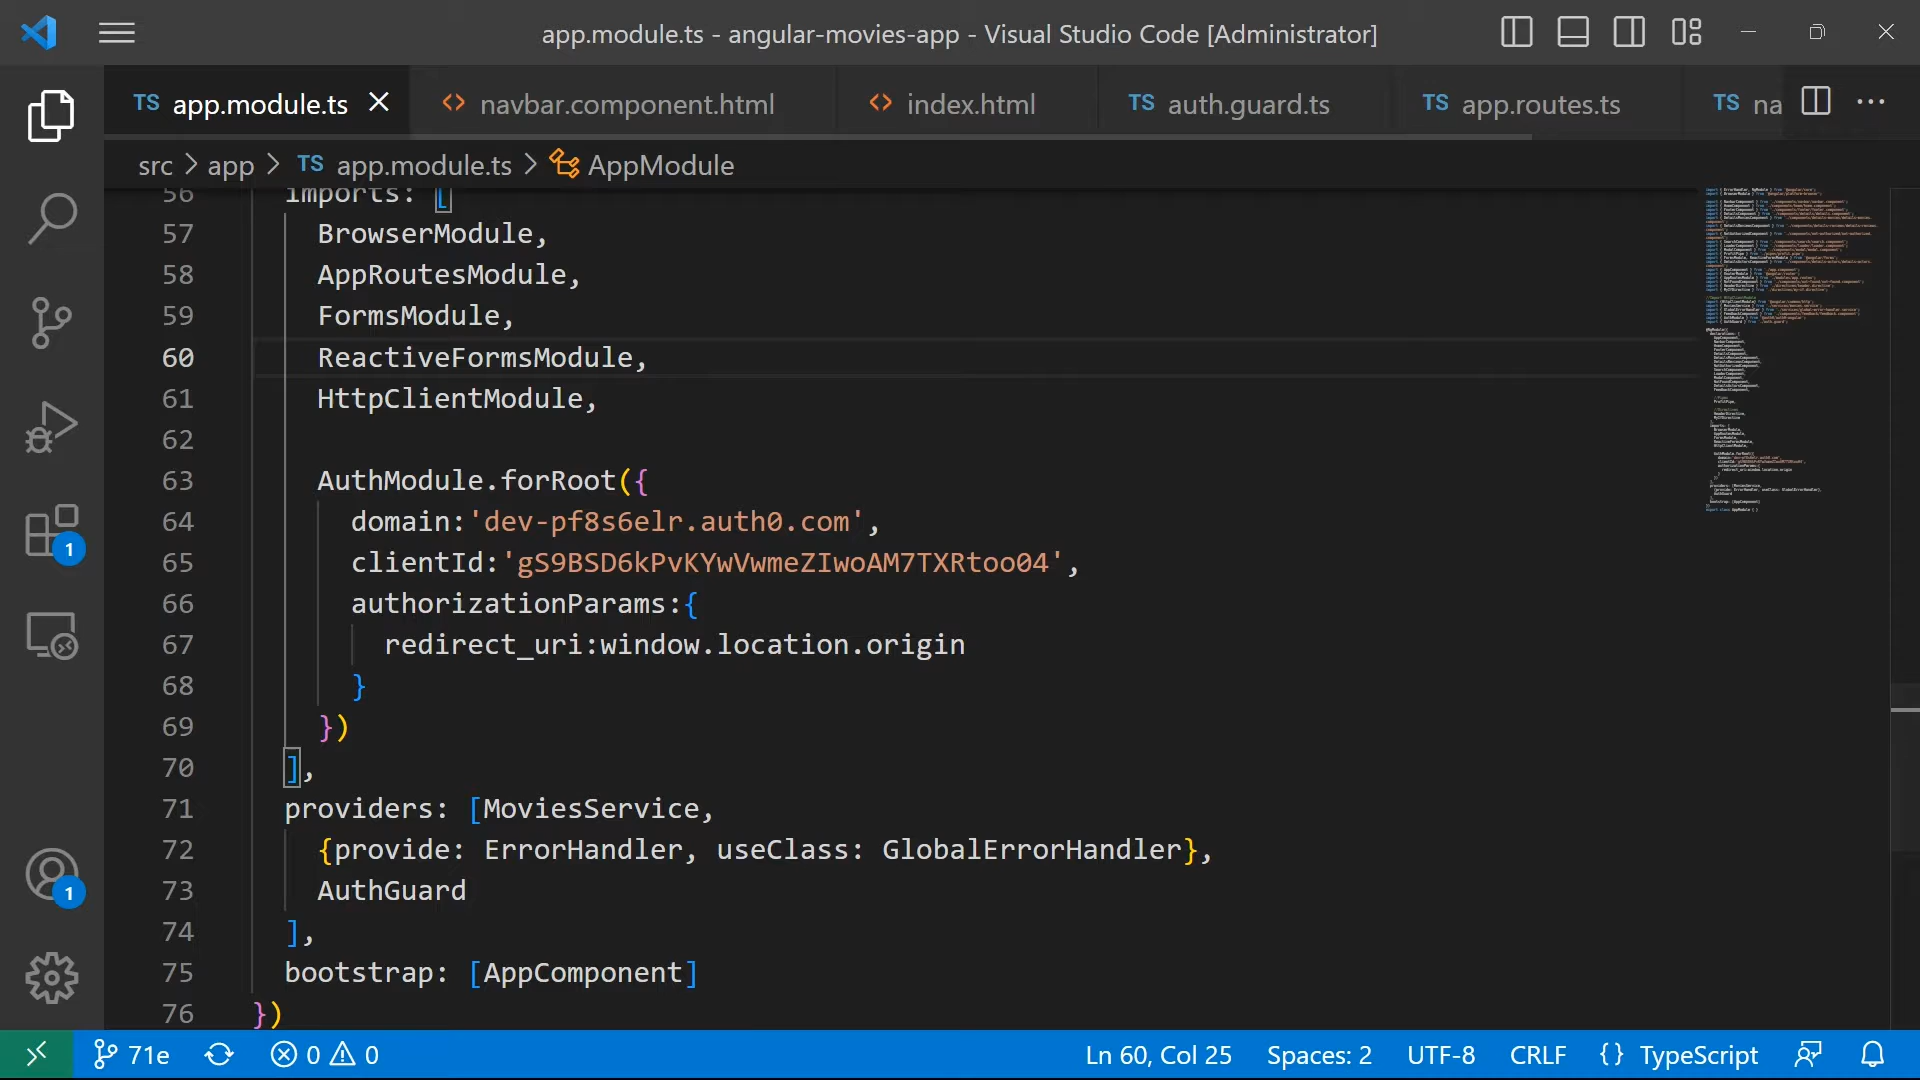 app.module.ts - angular-movies-app - Visual Studio Code [Administrator]
TS app.module.ts
<> navbar.component.html
<> index.html
TS auth.guard.ts
TS app.routes.ts
TS na
src > app > TS app.module.ts > AppModule
56 imports: [
57 BrowserModule,
58 AppRoutesModule,
59 FormsModule,
60 ReactiveFormsModule,
61 HttpClientModule,
62
63 AuthModule.forRoot({
64 domain:'dev-pf8s6elr.auth0.com',
65 clientId:'gS9BSD6kPvKYwVwmeZIwoAM7TXRtoo04',
66 authorizationParams:{
67 redirect_uri:window.location.origin
68 }
69 })
70 ],
71 providers: [MoviesService,
72 {provide: ErrorHandler, useClass: GlobalErrorHandler},
73 AuthGuard
74 ],
75 bootstrap: [AppComponent]
76 })
1
1
71e
0
0
Ln 60, Col 25
Spaces: 2
UTF-8
CRLF
{} TypeScript